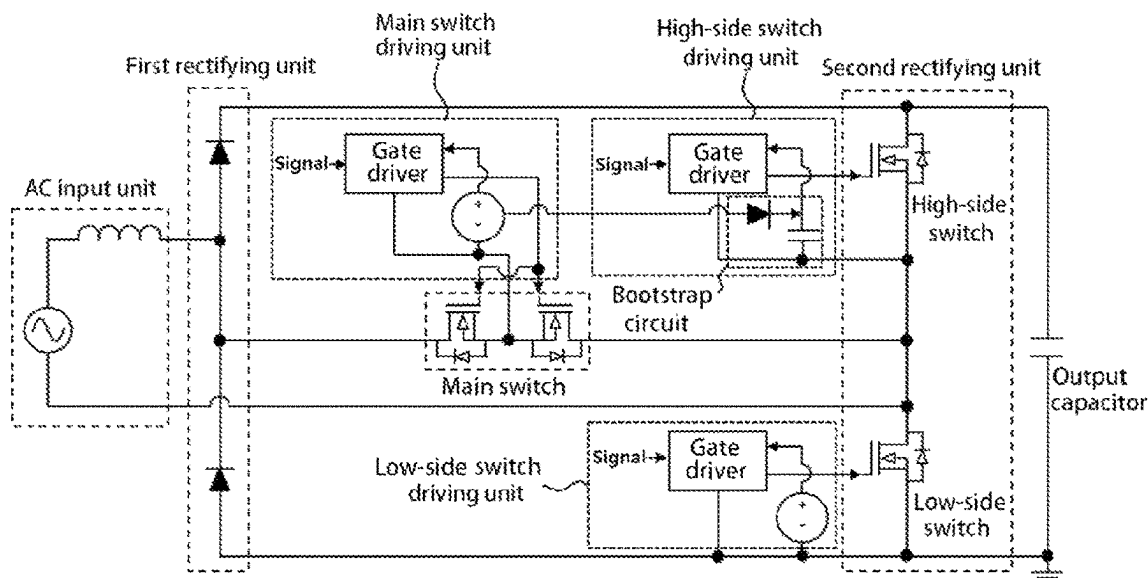 Main switch
driving unit
High-side switch
driving unit
First rectifying unit
Second rectifying unit
AC input unit
Signal
Gate
driver
+
-
Signal
Gate
driver
High-side
switch
Bootstrap
circuit
Main switch
Output
capacitor
Low-side switch
driving unit
Signal
Gate
driver
+
-
Low-side
switch